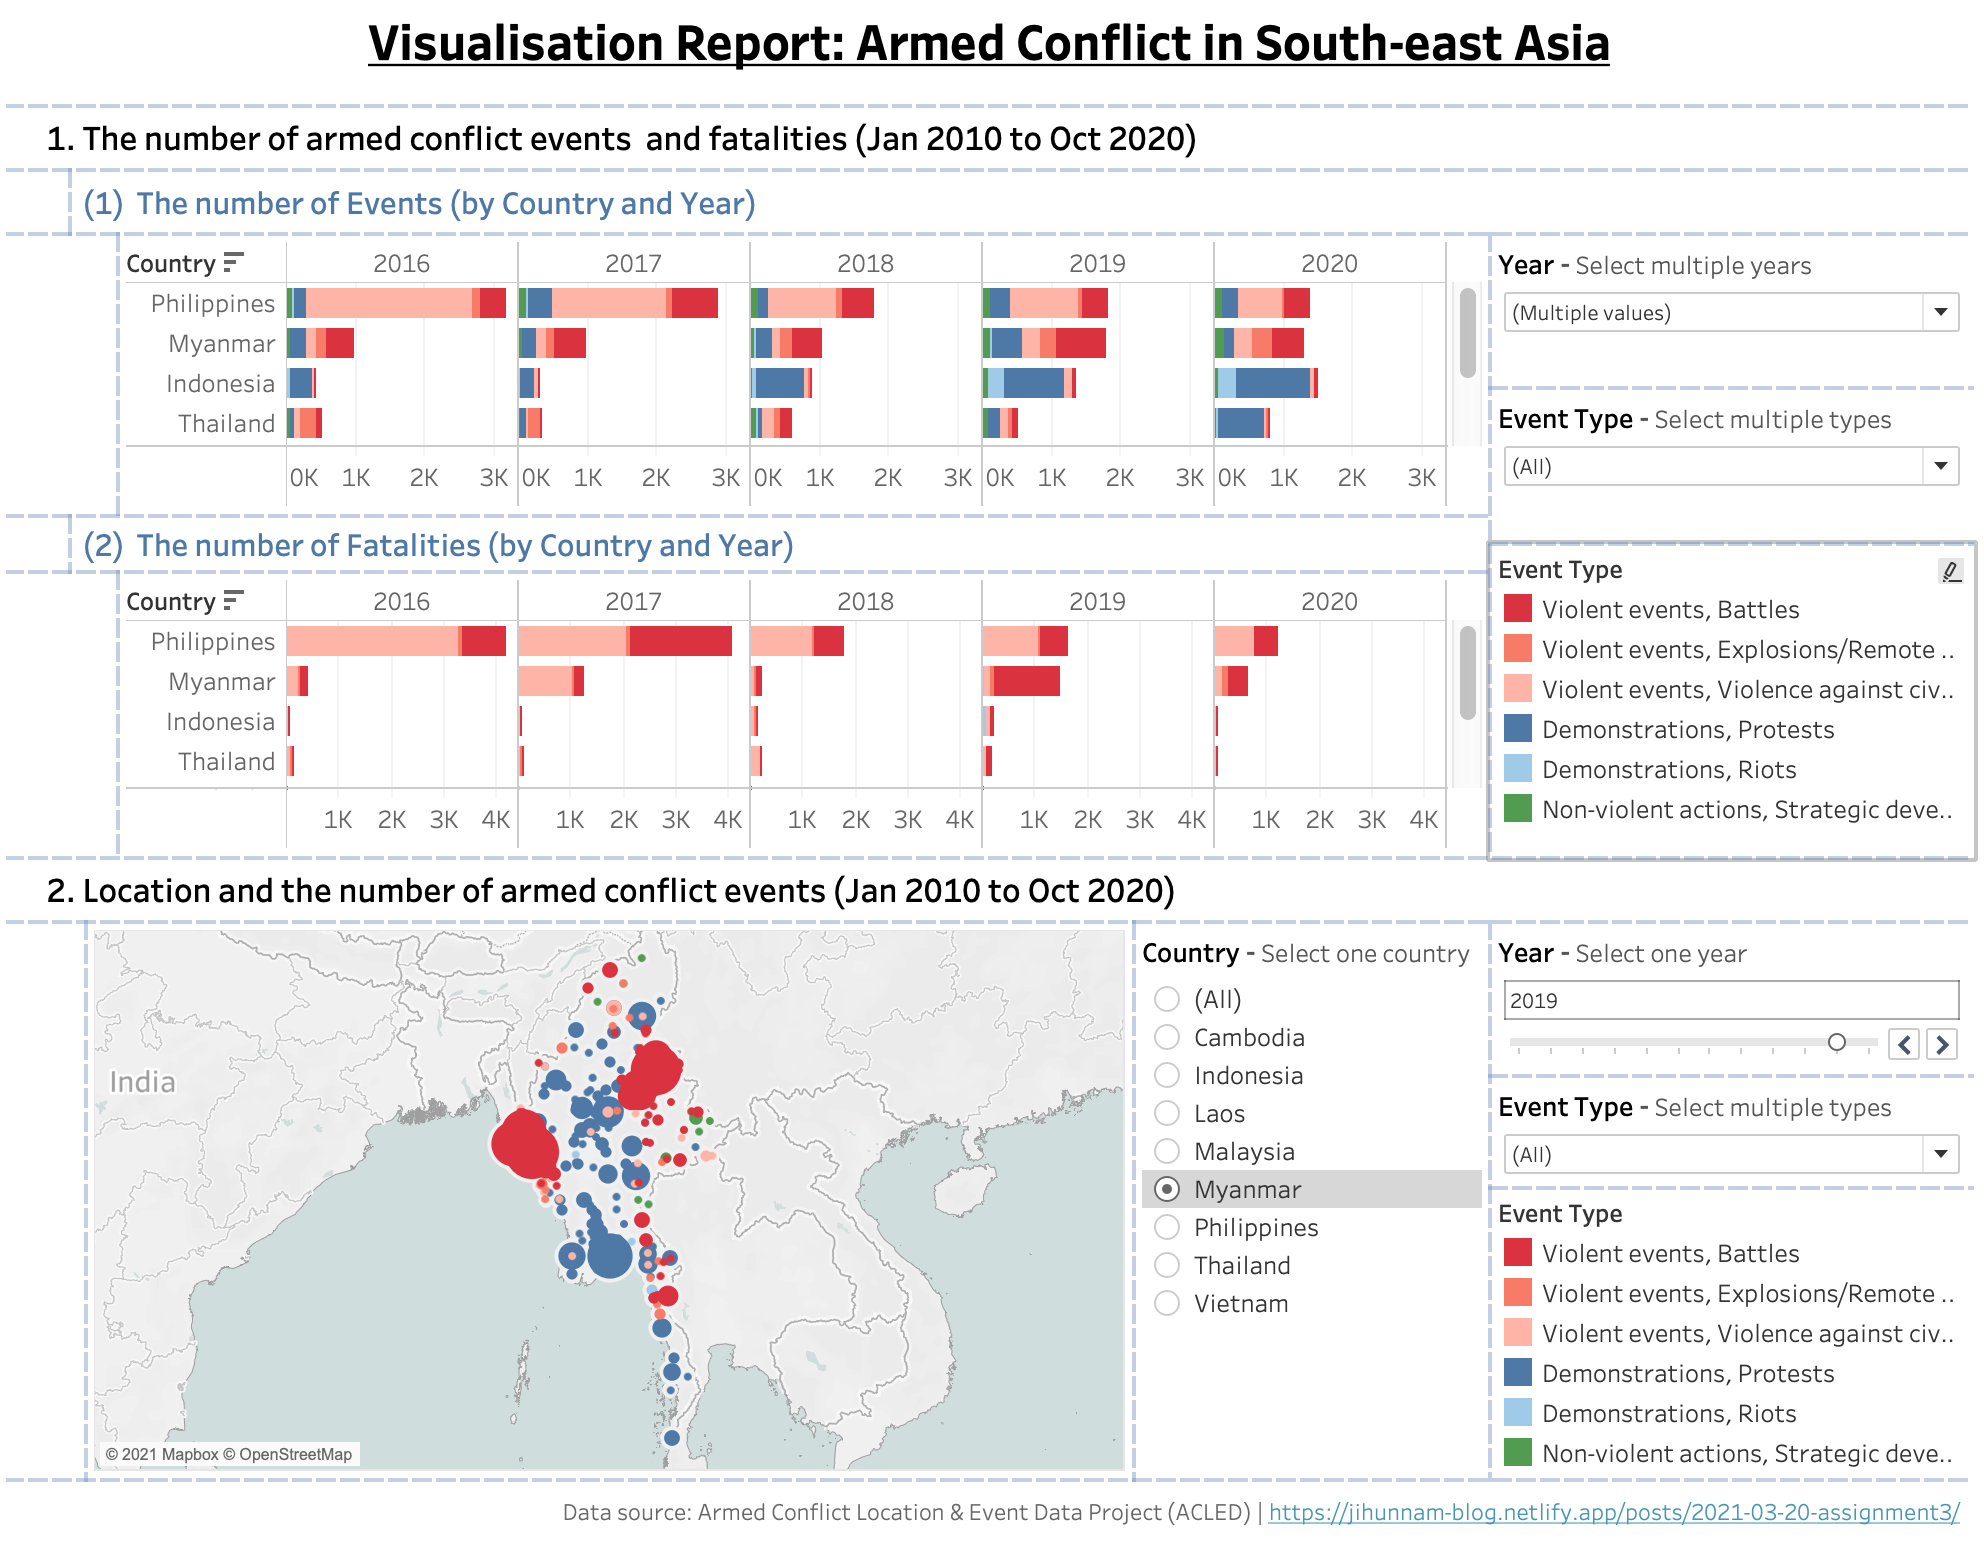 Visualisation Report: Armed Conflict in South-east Asia
1. The number of armed conflict events  and fatalities (Jan 2010 to Oct 2020)
(1)  The number of Events (by Country and Year)
Country 2016 2017 2018 2019 2020
Philippines
Myanmar
Indonesia
Thailand
0K 1K 2K 3K 0K 1K 2K 3K 0K 1K 2K 3K 0K 1K 2K 3K 0K 1K 2K 3K
Year - Select multiple years
(Multiple values)
Event Type - Select multiple types
(All)
(2)  The number of Fatalities (by Country and Year)
Country 2016 2017 2018 2019 2020
Philippines
Myanmar
Indonesia
Thailand
1K 2K 3K 4K 1K 2K 3K 4K 1K 2K 3K 4K 1K 2K 3K 4K 1K 2K 3K 4K
Event Type
Violent events, Battles
Violent events, Explosions/Remote ..
Violent events, Violence against civ..
Demonstrations, Protests
Demonstrations, Riots
Non-violent actions, Strategic deve..
2. Location and the number of armed conflict events (Jan 2010 to Oct 2020)
India
© 2021 Mapbox © OpenStreetMap
Country - Select one country
(All)
Cambodia
Indonesia
Laos
Malaysia
Myanmar
Philippines
Thailand
Vietnam
Year - Select one year
2019
Event Type - Select multiple types
(All)
Event Type
Violent events, Battles
Violent events, Explosions/Remote ..
Violent events, Violence against civ..
Demonstrations, Protests
Demonstrations, Riots
Non-violent actions, Strategic deve..
Data source: Armed Conflict Location & Event Data Project (ACLED) | https://jihunnam-blog.netlify.app/posts/2021-03-20-assignment3/